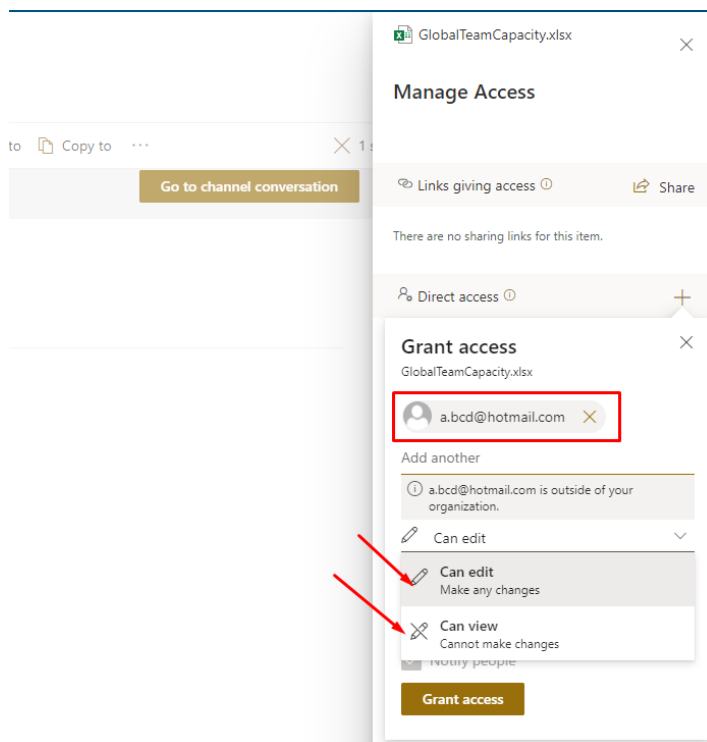 GlobalTeamCapacity.xlsx
Manage Access
to Copy to ··· 1 s
Go to channel conversation
Links giving access
Share
There are no sharing links for this item.
Direct access
Grant access
GlobalTeamCapacity.xlsx
a.bcd@hotmail.com
Add another
a.bcd@hotmail.com is outside of your
organization.
Can edit
Can edit
Make any changes
Can view
Cannot make changes
Notify people
Grant access